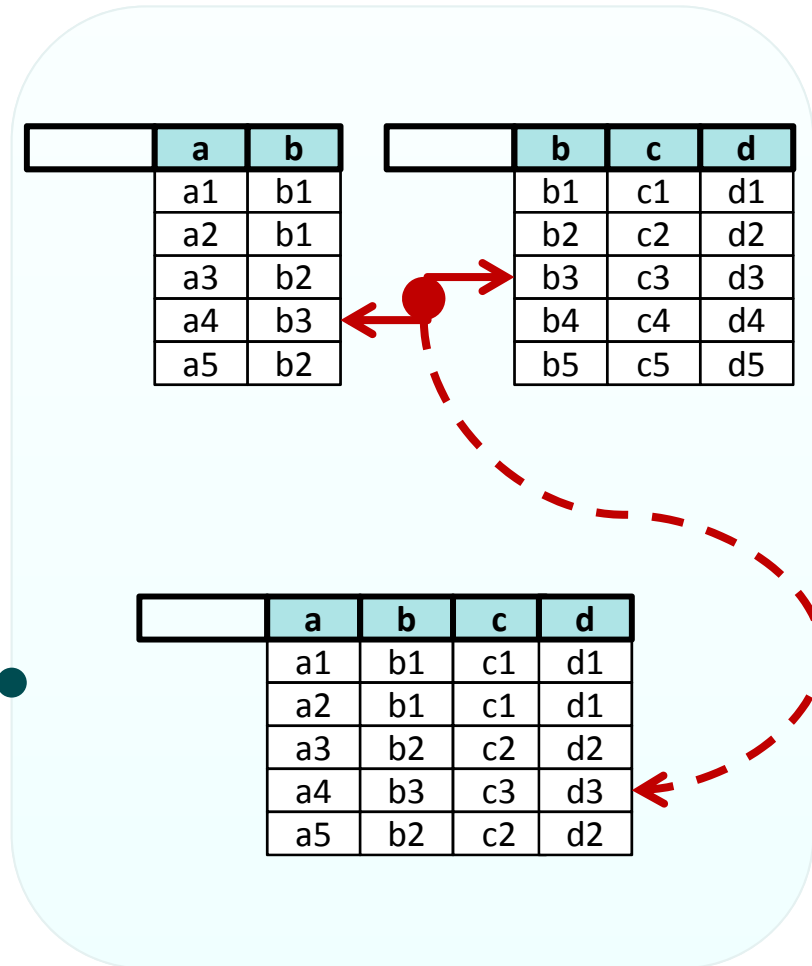 a b
a1 b1
a2 b1
a3 b2
a4 b3
a5 b2
b c d
b1 c1 d1
b2 c2 d2
b3 c3 d3
b4 c4 d4
b5 c5 d5
a b c d
a1 b1 c1 d1
a2 b1 c1 d1
a3 b2 c2 d2
a4 b3 c3 d3
a5 b2 c2 d2